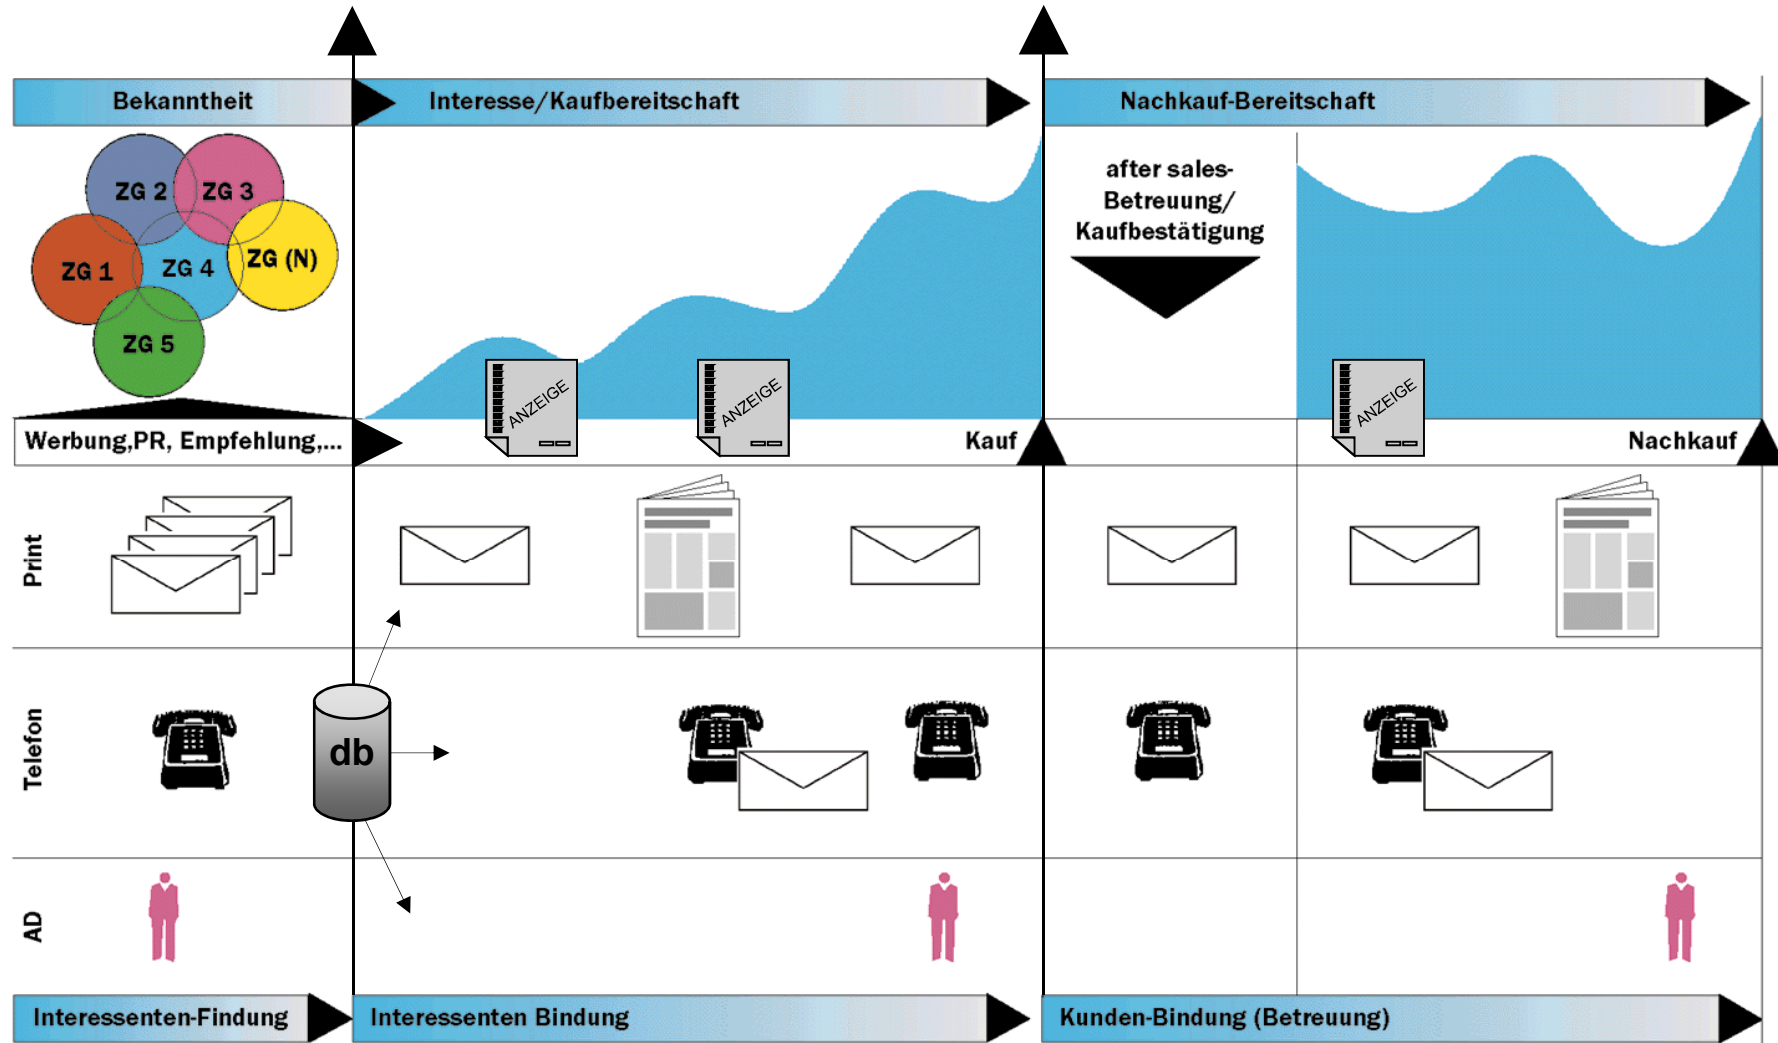 Bekanntheit
Interesse/Kaufbereitschaft
Nachkauf-Bereitschaft
ZG 2
ZG 3
ZG 1
ZG 4
ZG (N)
ZG 5
after sales-
Betreuung/
Kaufbestätigung
ANZEIGE
ANZEIGE
ANZEIGE
Werbung,PR, Empfehlung,...
Kauf
Nachkauf
Print
Telefon
db
AD
Interessenten-Findung
Interessenten Bindung
Kunden-Bindung (Betreuung)